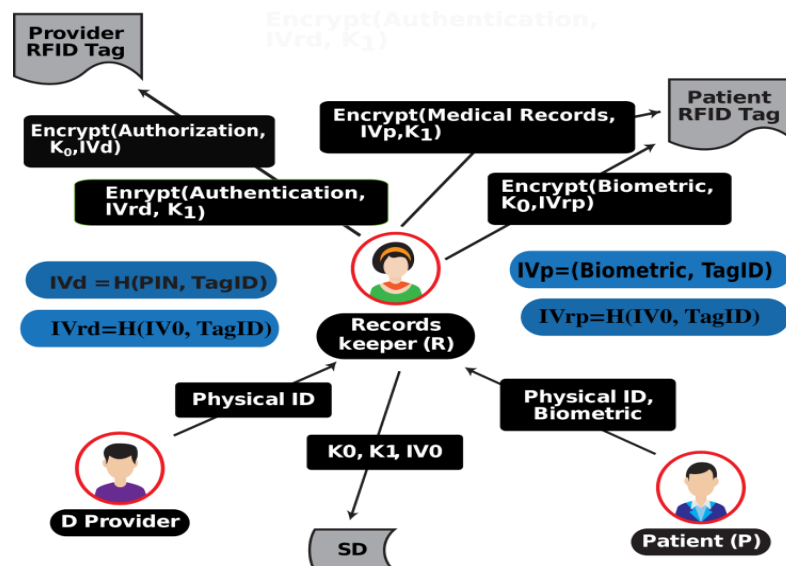 Encrypt(Authentication,
IVrd, K1)
Provider
RFID Tag
Patient
RFID Tag
Encrypt(Medical Records,
IVp,K1)
Encrypt(Authorization,
K0,IVd)
Enrypt(Authentication,
IVrd, K1)
Encrypt(Biometric,
K0,IVrp)
IVd =H(PIN, TagID)
IVp=(Biometric, TagID)
IVrd=H(IV0, TagID)
IVrp=H(IV0, TagID)
Records
keeper (R)
Physical ID
Physical ID,
Biometric
K0, K1, IV0
D Provider
Patient (P)
SD